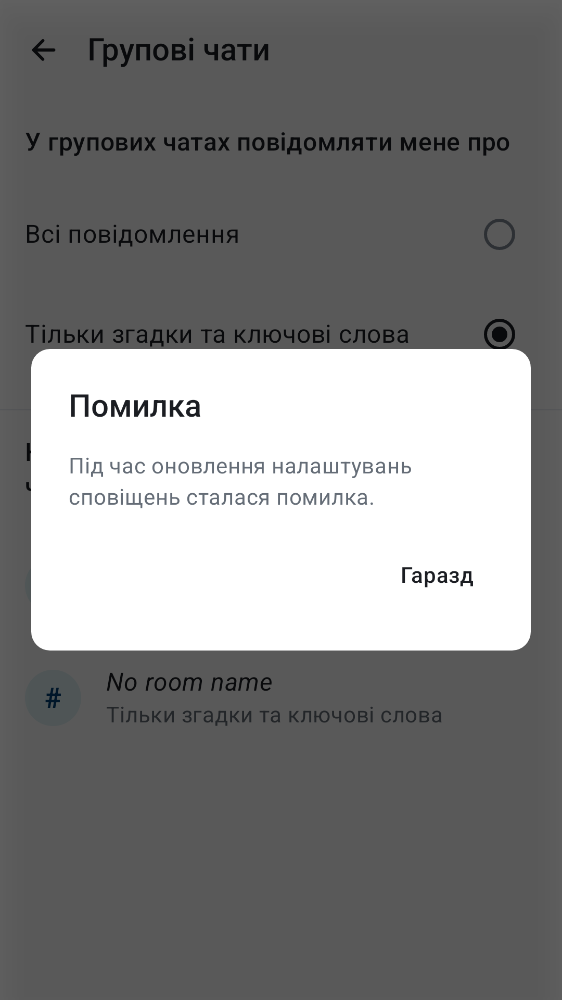 Групові чати
У групових чатах повідомляти мене про
Всі повідомлення
Тільки згадки та ключові слова
Помилка
Під час оновлення налаштувань
сповіщень сталася помилка.
Гаразд
#
No room name
Тільки згадки та ключові слова